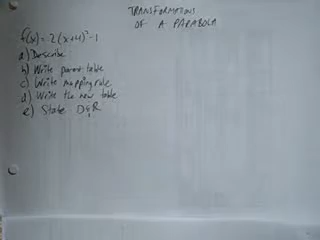 TRANSFORMATIONS
OF A PARABOLA
f(x)=2(x+4)²-1
a) Describe:
b) Write parent table
c) Write mapping rule
d) Write the new table
e) State D&R